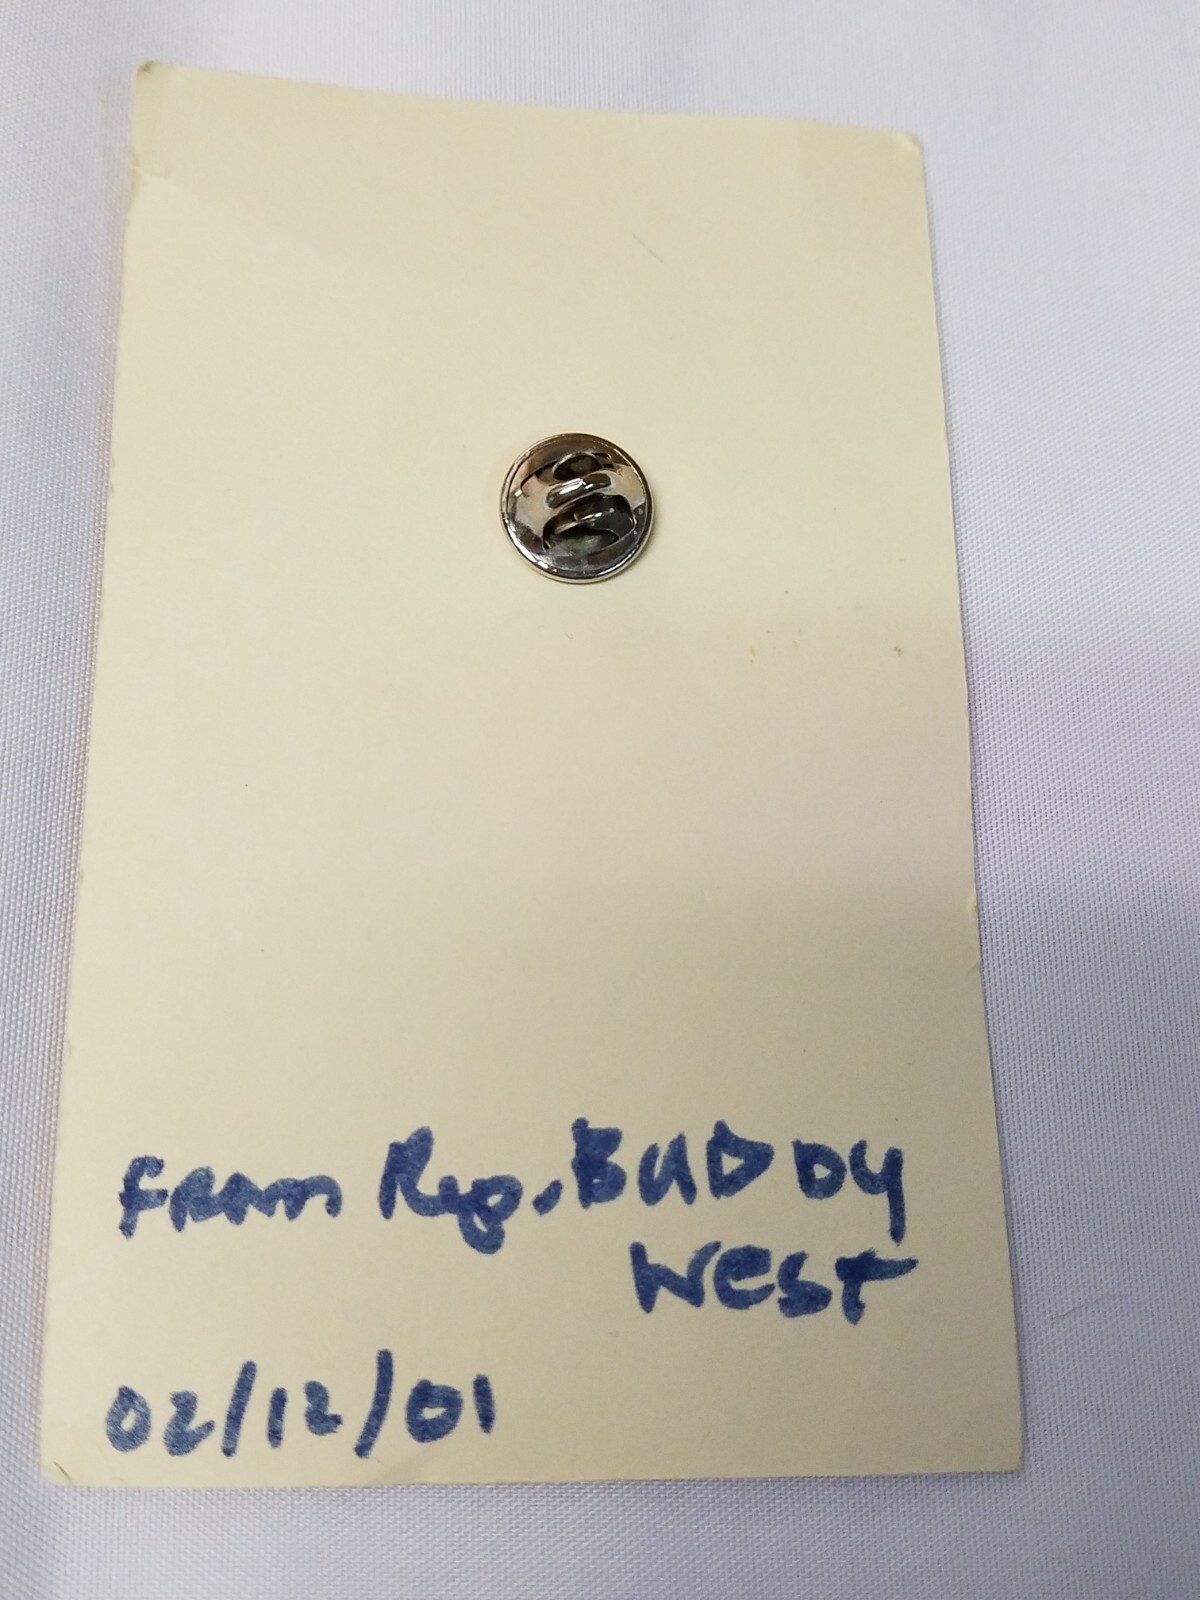 FROM Rep. BUDDY
WEST
02/12/01